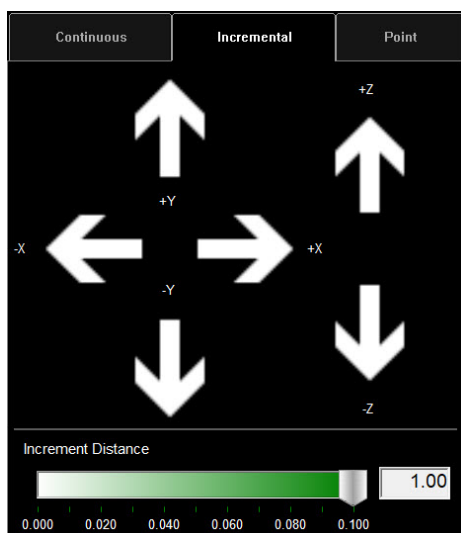 Continuous Incremental Point
+Z
+Y
-X +X
-Y
-Z
Increment Distance
1.00
0.000 0.020 0.040 0.060 0.080 0.100